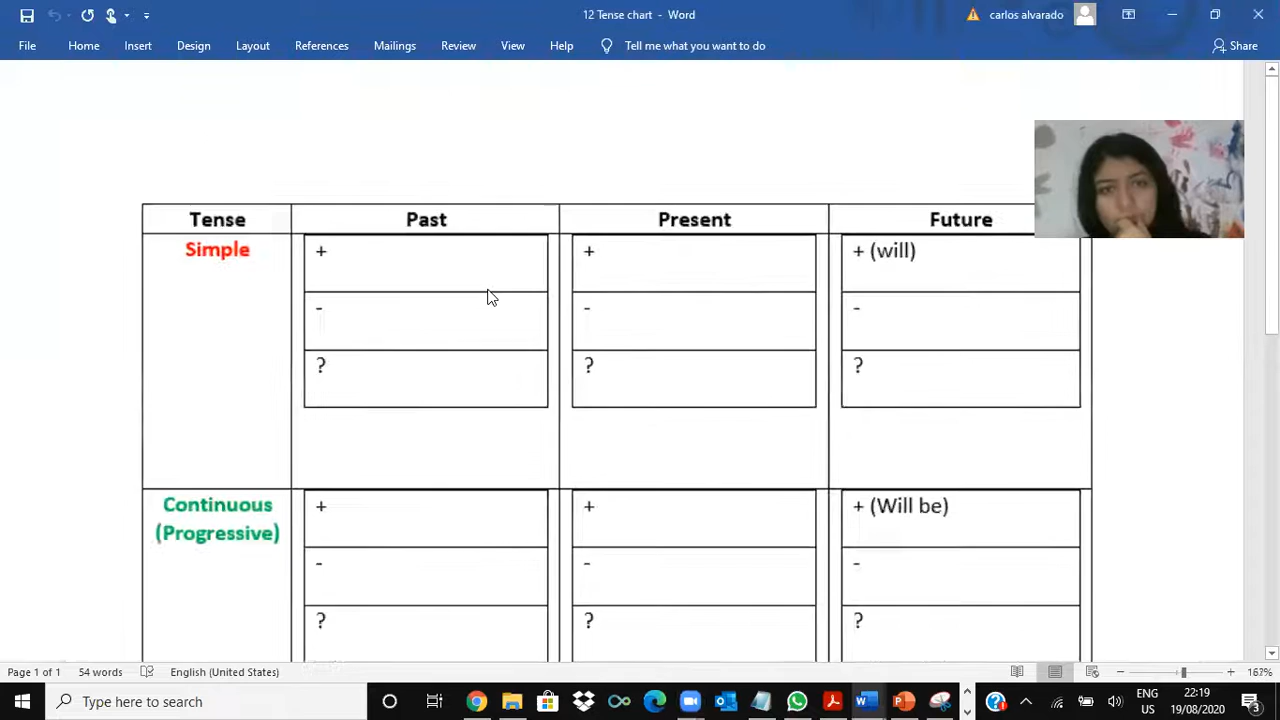 12 Tense chart - Word
carlos alvarado
File Home Insert Design Layout References Mailings Review View Help Tell me what you want to do Share
Tense Past Present Future
Simple + + + (will)
- - -
? ? ?
Continuous + + + (Will be)
(Progressive)
- - -
? ? ?
Page 1 of 1 54 words English (United States) 162%
Type here to search
ENG 22:19
US 19/08/2020 3